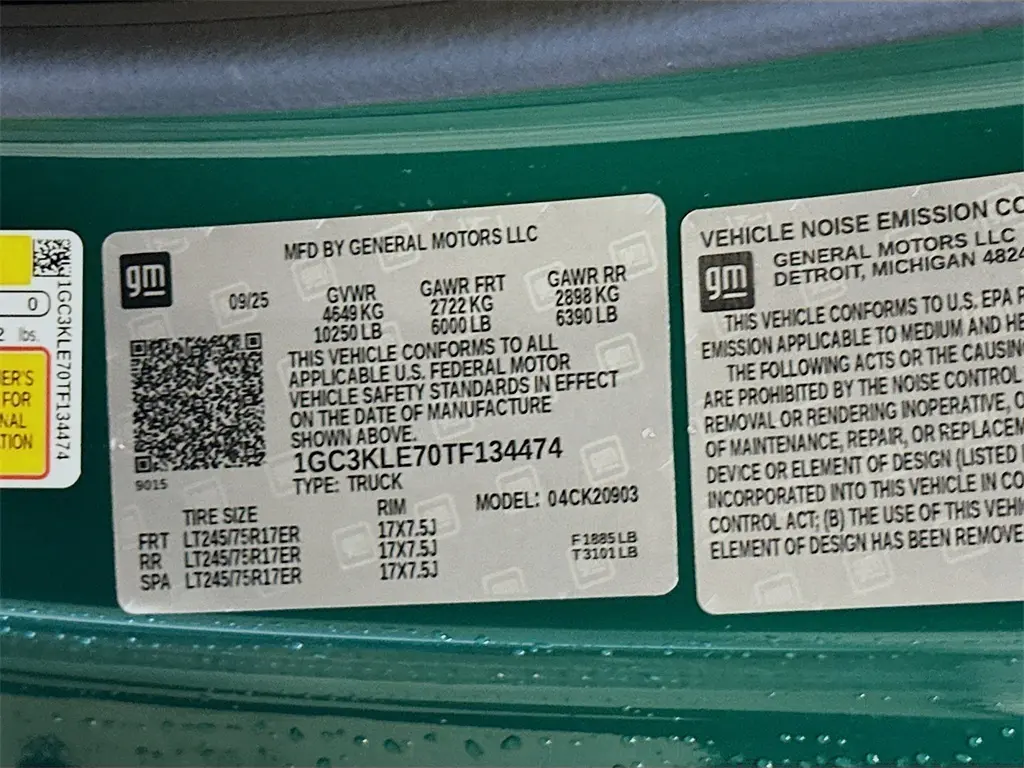 0
2 lbs.
ER'S
FOR
NAL
TION
1GC3KLE70TF134474
gm
MFD BY GENERAL MOTORS LLC
09/25
GVWR
4649 KG
10250 LB
GAWR FRT
2722 KG
6000 LB
GAWR RR
2898 KG
6390 LB
THIS VEHICLE CONFORMS TO ALL
APPLICABLE U.S. FEDERAL MOTOR
VEHICLE SAFETY STANDARDS IN EFFECT
ON THE DATE OF MANUFACTURE
SHOWN ABOVE.
1GC3KLE70TF134474
9015
TYPE: TRUCK
MODEL: 04CK20903
TIRE SIZE RIM
FRT LT245/75R17ER 17X7.5J
RR LT245/75R17ER 17X7.5J
SPA LT245/75R17ER 17X7.5J
F1885LB
T3101LB
VEHICLE NOISE EMISSION CO
gm
GENERAL MOTORS LLC
DETROIT, MICHIGAN 4824
THIS VEHICLE CONFORMS TO U.S. EPA
EMISSION APPLICABLE TO MEDIUM AND HE
THE FOLLOWING ACTS OR THE CAUSIN
ARE PROHIBITED BY THE NOISE CONTROL
REMOVAL OR RENDERING INOPERATIVE, O
OF MAINTENANCE, REPAIR, OR REPLACEM
DEVICE OR ELEMENT OF DESIGN (LISTED
INCORPORATED INTO THIS VEHICLE IN CO
CONTROL ACT; (B) THE USE OF THIS VEHI
ELEMENT OF DESIGN HAS BEEN REMOVE